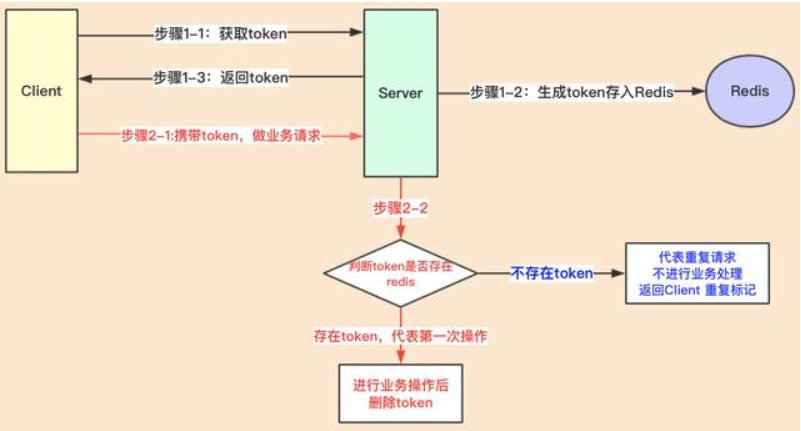 步骤1-1：获取token
Client
步骤1-3：返回token
Server
步骤1-2：生成token存入Redis
Redis
步骤2-1:携带token，做业务请求
步骤2-2
判断token是否存在
redis
不存在token
代表重复请求
不进行业务处理
返回Client 重复标记
存在token，代表第一次操作
进行业务操作后
删除token